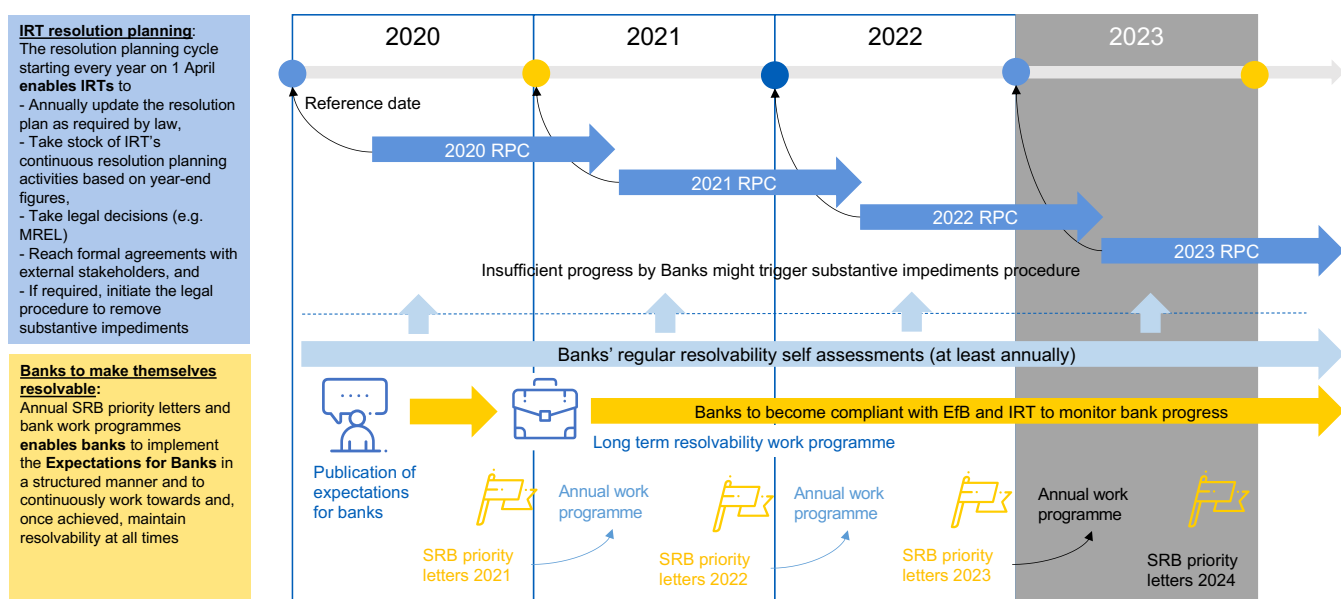 IRT resolution planning:
The resolution planning cycle
starting every year on 1 April
enables IRTs to
- Annually update the resolution
plan as required by law,
- Take stock of IRT's
continuous resolution planning
activities based on year-end
figures,
- Take legal decisions (e.g.
MREL)
- Reach formal agreements with
external stakeholders, and
- If required, initiate the legal
procedure to remove
substantive impediments
Banks to make themselves
resolvable:
Annual SRB priority letters and
bank work programmes
enables banks to implement
the Expectations for Banks in
a structured manner and to
continuously work towards and,
once achieved, maintain
resolvability at all times
2020
2021
2022
2023
Reference date
2020 RPC
2021 RPC
2022 RPC
2023 RPC
Insufficient progress by Banks might trigger substantive impediments procedure
Banks' regular resolvability self assessments (at least annually)
Banks to become compliant with EfB and IRT to monitor bank progress
Long term resolvability work programme
Publication of
expectations
for banks
Annual work
programme
Annual work
programme
Annual work
programme
SRB priority
letters 2021
SRB priority
letters 2022
SRB priority
letters 2023
SRB priority
letters 2024